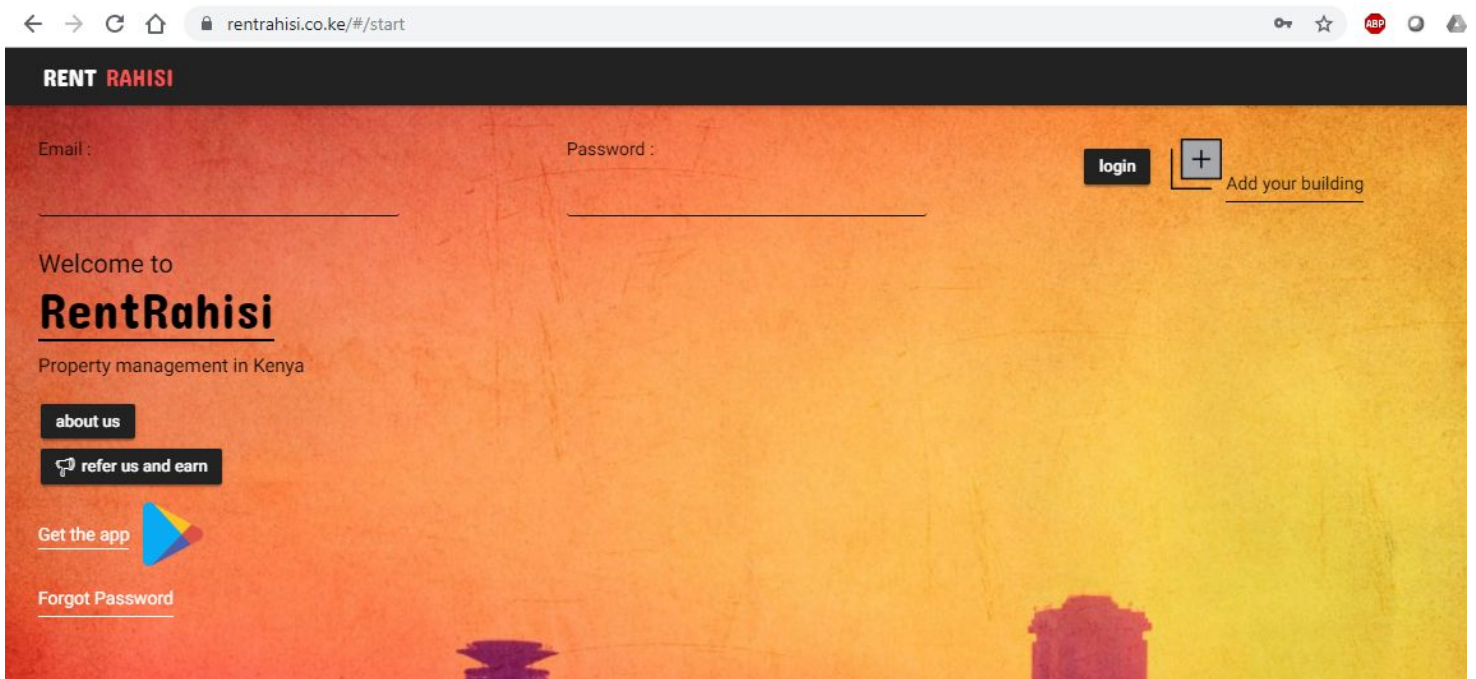 rentrahisi.co.ke/#/start
ABP
RENT RAHISI
Email :
Password :
login
Add your building
Welcome to
RentRahisi
Property management in Kenya
about us
refer us and earn
Get the app
Forgot Password